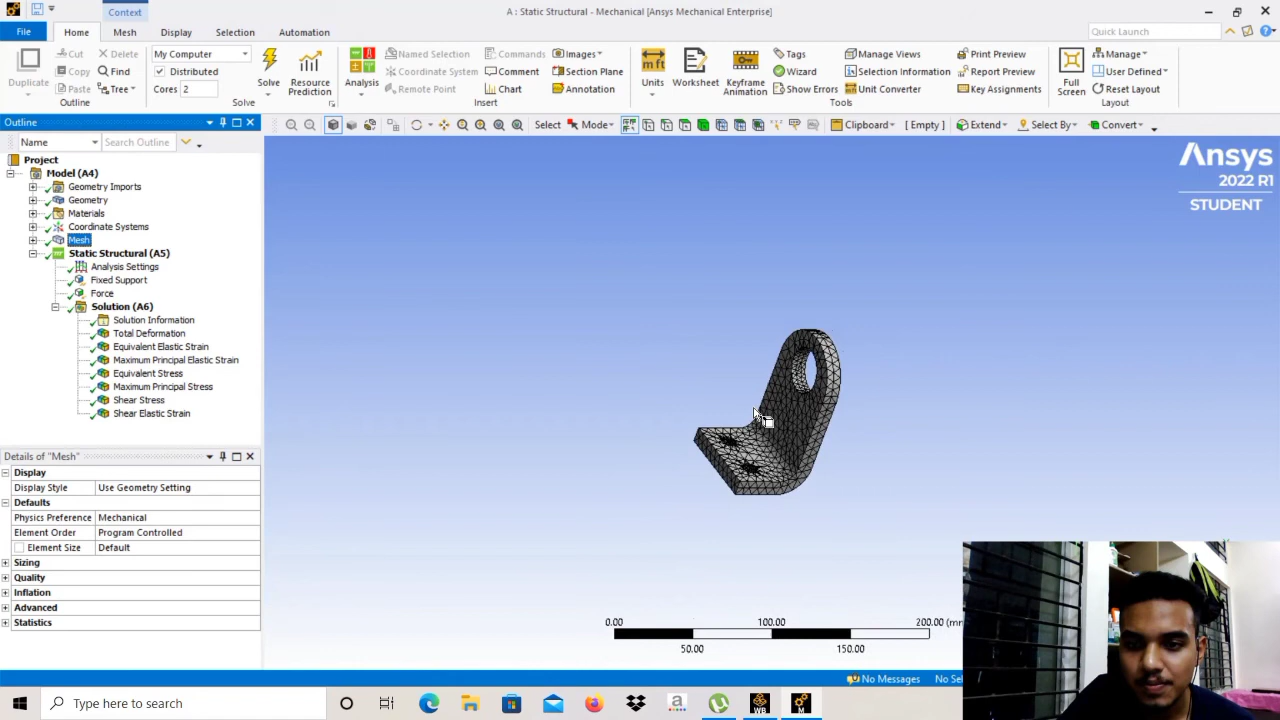 Context
A : Static Structural - Mechanical [Ansys Mechanical Enterprise]
File Home Mesh Display Selection Automation Quick Launch
Duplicate
Cut Delete
Copy Find
Paste Tree
Outline
My Computer
Distributed
Cores 2
Solve
Resource Prediction
Solve
Analysis
Named Selection
Coordinate System
Remote Point
Commands
Comment
Chart
Images
Section Plane
Annotation
Insert
Units
Worksheet
Keyframe Animation
Tags
Wizard
Show Errors
Manage Views
Selection Information
Unit Converter
Print Preview
Report Preview
Key Assignments
Tools
Full Screen
Manage
User Defined
Reset Layout
Layout
Outline
Select Mode Clipboard [ Empty ] Extend Select By Convert
Name Search Outline
Project
Model (A4)
Geometry Imports
Geometry
Materials
Coordinate Systems
Mesh
Static Structural (A5)
Analysis Settings
Fixed Support
Force
Solution (A6)
Solution Information
Total Deformation
Equivalent Elastic Strain
Maximum Principal Elastic Strain
Equivalent Stress
Maximum Principal Stress
Shear Stress
Shear Elastic Strain
Details of "Mesh"
Display
Display Style Use Geometry Setting
Defaults
Physics Preference Mechanical
Element Order Program Controlled
Element Size Default
Sizing
Quality
Inflation
Advanced
Statistics
Ansys
2022 R1
STUDENT
0.00 100.00 200.00 (mm
50.00 150.00
No Messages No Sel
Type here to search
WB
M